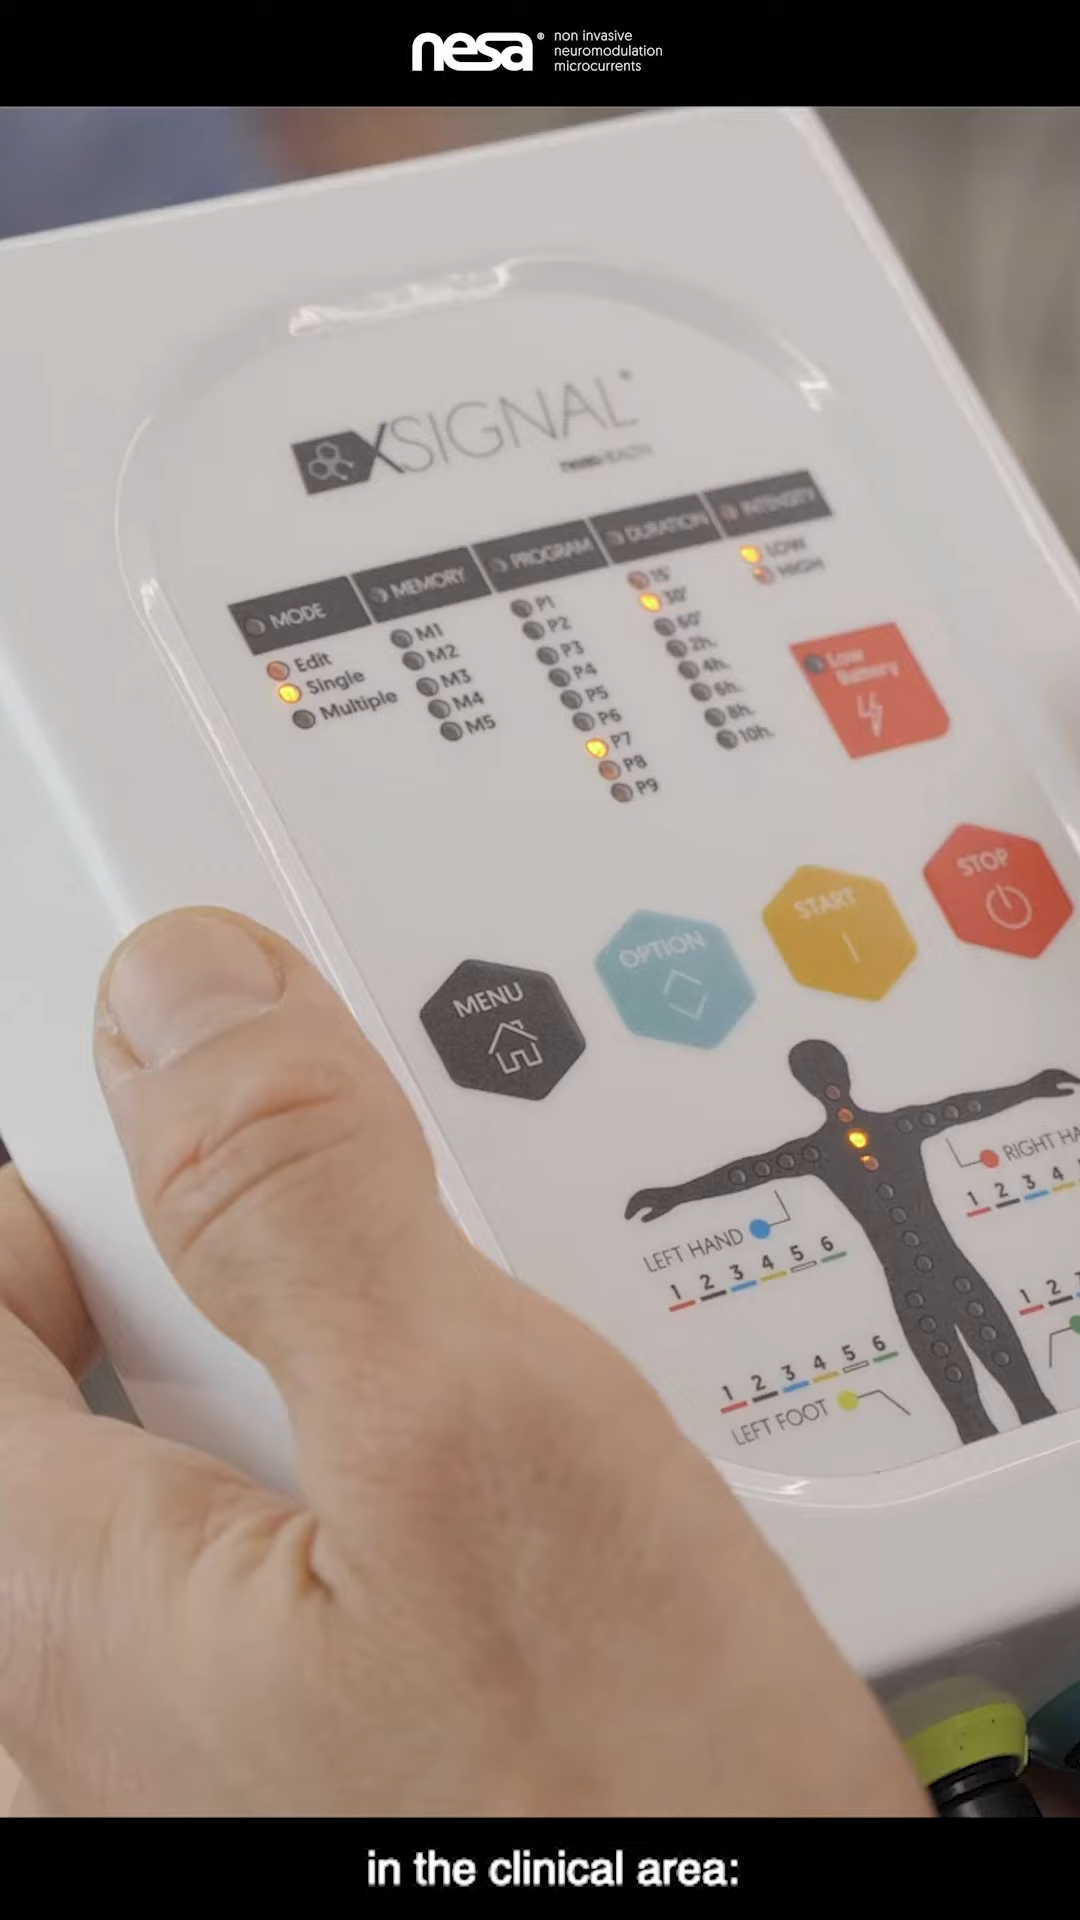 nesa®
non invasive
neuromodulation
microcurrents
XSIGNAL®
nesaHEALTH
MODE
MEMORY
PROGRAM
DURATION
INTENSITY
Edit
Single
Multiple
M1
M2
M3
M4
M5
P1
P2
P3
P4
P5
P6
P7
P8
P9
15'
30'
60'
2h.
4h.
6h.
8h.
10h.
LOW
HIGH
Low
Battery
MENU
OPTION
START
STOP
RIGHT HA
1 2 3 4
LEFT HAND
1 2 3 4 5 6
1 2
1 2 3 4 5 6
LEFT FOOT
in the clinical area: